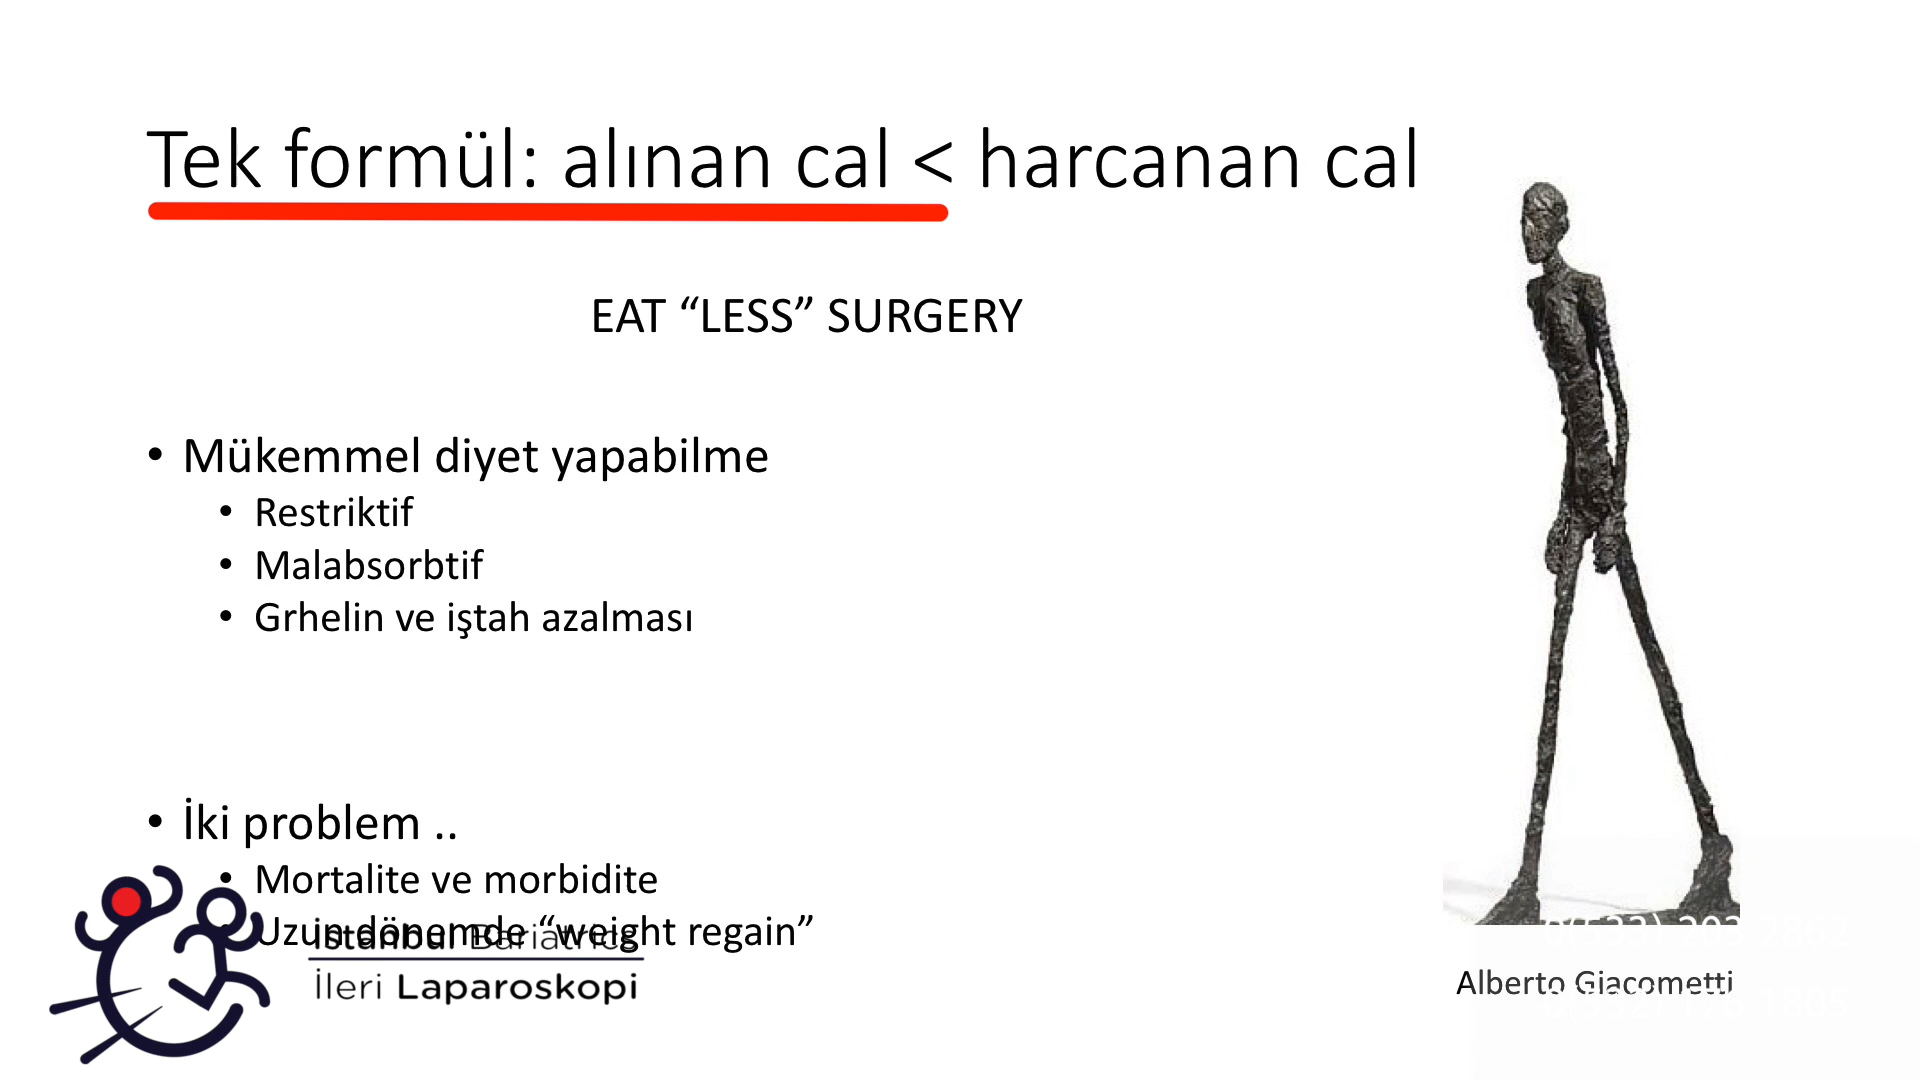 Tek formül: alınan cal < harcanan cal
EAT “LESS” SURGERY
• Mükemmel diyet yapabilme
• Restriktif
• Malabsorbtif
• Grhelin ve iştah azalması
• İki problem ..
• Mortalite ve morbidite
Uzun dönemde “weight regain”
İstanbul Bariatrics
İleri Laparoskopi
Alberto Giacometti